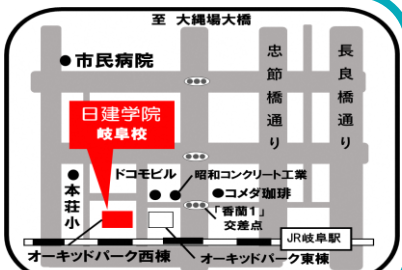 至 大縄場大橋
●市民病院
忠節橋通り
長良橋通り
日建学院
岐阜校
ドコモビル
昭和コンクリート工業
●コメダ珈琲
本荘小
「香蘭1」
交差点
JR岐阜駅
オーキッドパーク西棟
オーキッドパーク東棟